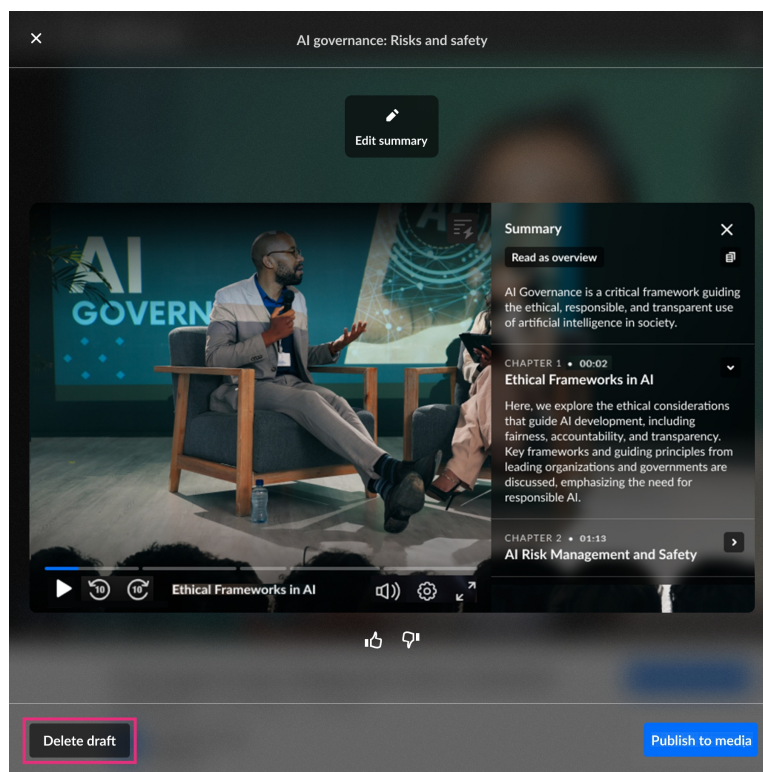 AI governance: Risks and safety
Edit summary
AI
GOVERN
AI
Summary
Read as overview
AI Governance is a critical framework guiding
the ethical, responsible, and transparent use
of artificial intelligence in society.
CHAPTER 1 • 00:02
Ethical Frameworks in AI
Here, we explore the ethical considerations
that guide AI development, including
fairness, accountability, and transparency.
Key frameworks and guiding principles from
leading organizations and governments are
discussed, emphasizing the need for
responsible AI.
CHAPTER 2 • 01:13
AI Risk Management and Safety
10
10
Ethical Frameworks in AI
Delete draft
Publish to media